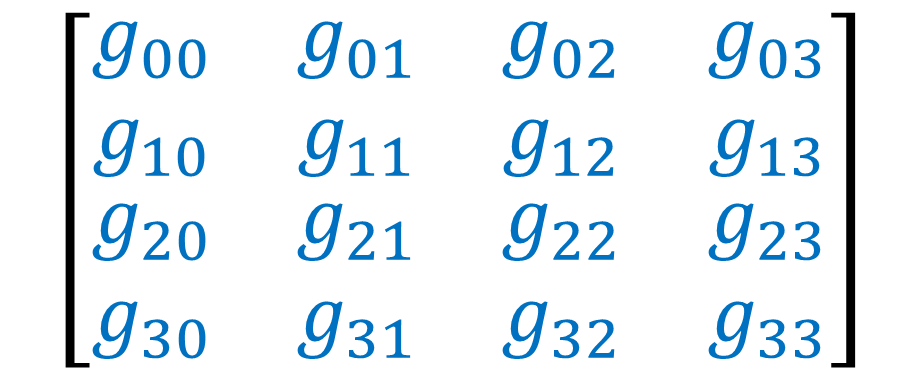 g₀₀ g₀₁ g₀₂ g₀₃
g₁₀ g₁₁ g₁₂ g₁₃
g₂₀ g₂₁ g₂₂ g₂₃
g₃₀ g₃₁ g₃₂ g₃₃